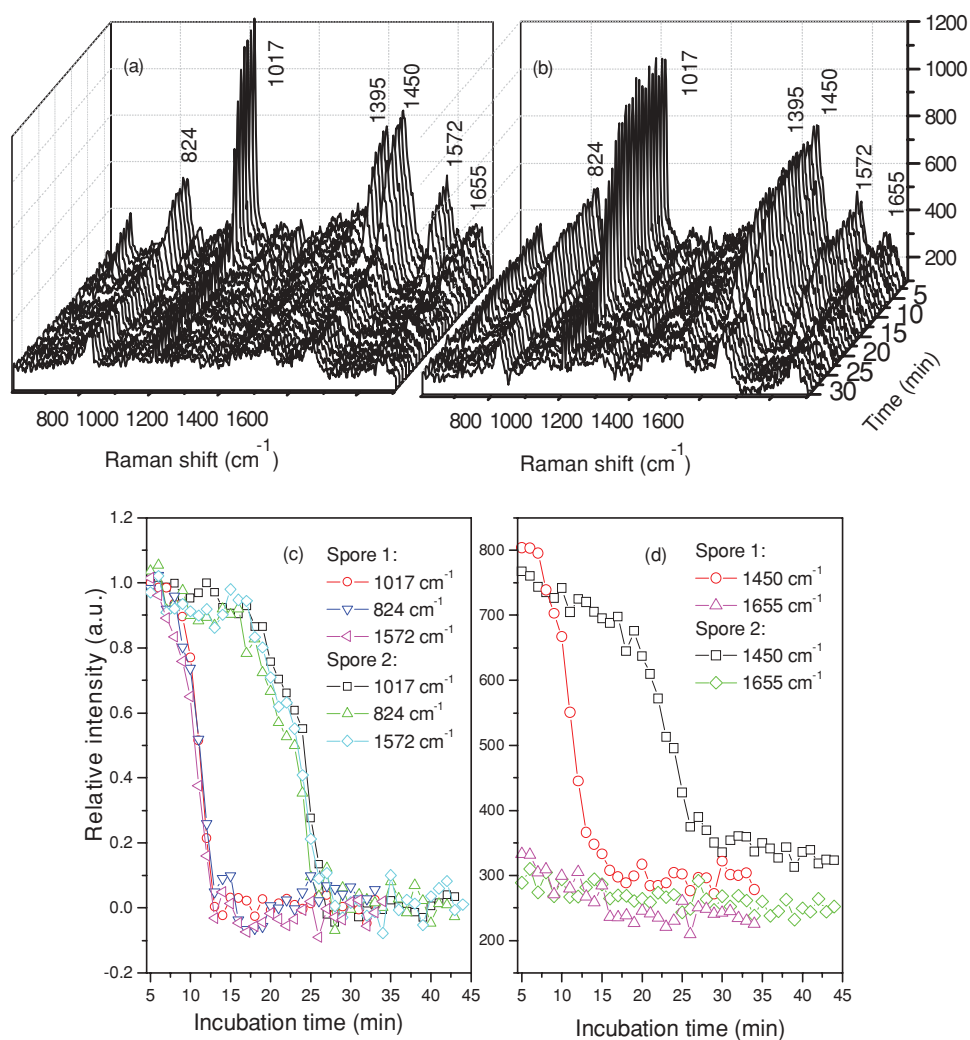 (a)
824
1017
1395
1450
1572
1655
(b)
824
1017
1395
1450
1572
1655
1200
1000
800
600
400
200
5
10
15
20
25
30
Time (min)
800 1000 1200 1400 1600
Raman shift (cm-1)
800 1000 1200 1400 1600
Raman shift (cm-1)
Relative intensity (a.u.)
1.2
1.0
0.8
0.6
0.4
0.2
0.0
-0.2
(c)
Spore 1:
1017 cm-1
824 cm-1
1572 cm-1
Spore 2:
1017 cm-1
824 cm-1
1572 cm-1
5 10 15 20 25 30 35 40 45
Incubation time (min)
800
700
600
500
400
300
200
(d)
Spore 1:
1450 cm-1
1655 cm-1
Spore 2:
1450 cm-1
1655 cm-1
5 10 15 20 25 30 35 40 45
Incubation time (min)